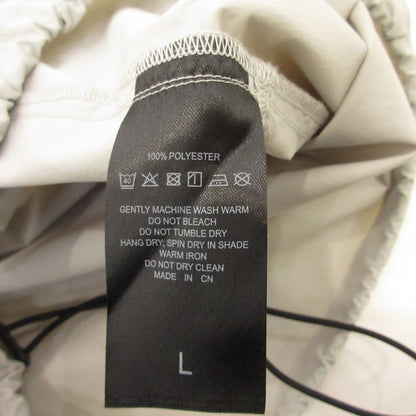 100% POLYESTER
40
GENTLY MACHINE WASH WARM
DO NOT BLEACH
DO NOT TUMBLE DRY
HANG DRY, SPIN DRY IN SHADE
WARM IRON
DO NOT DRY CLEAN
MADE IN CN
L